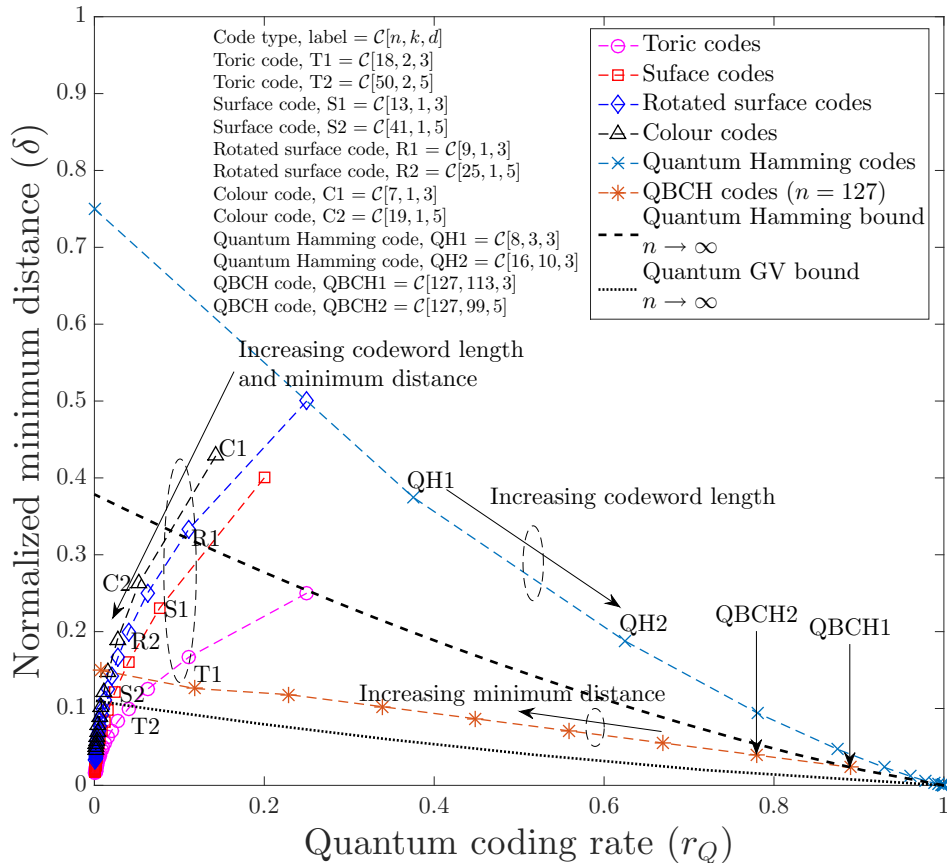 Code type, label = 𝒞[n, k, d]
Toric code, T1 = 𝒞[18, 2, 3]
Toric code, T2 = 𝒞[50, 2, 5]
Surface code, S1 = 𝒞[13, 1, 3]
Surface code, S2 = 𝒞[41, 1, 5]
Rotated surface code, R1 = 𝒞[9, 1, 3]
Rotated surface code, R2 = 𝒞[25, 1, 5]
Colour code, C1 = 𝒞[7, 1, 3]
Colour code, C2 = 𝒞[19, 1, 5]
Quantum Hamming code, QH1 = 𝒞[8, 3, 3]
Quantum Hamming code, QH2 = 𝒞[16, 10, 3]
QBCH code, QBCH1 = 𝒞[127, 113, 3]
QBCH code, QBCH2 = 𝒞[127, 99, 5]
Toric codes
Suface codes
Rotated surface codes
Colour codes
Quantum Hamming codes
QBCH codes (n = 127)
Quantum Hamming bound
n → ∞
Quantum GV bound
n → ∞
Increasing codeword length
and minimum distance
C1
QH1
Increasing codeword length
R1
C2
S1
R2
QH2
QBCH2
QBCH1
T1
S2
T2
Increasing minimum distance
Normalized minimum distance (δ)
1
0.9
0.8
0.7
0.6
0.5
0.4
0.3
0.2
0.1
0
0
0.2
0.4
0.6
0.8
1
Quantum coding rate (r_Q)